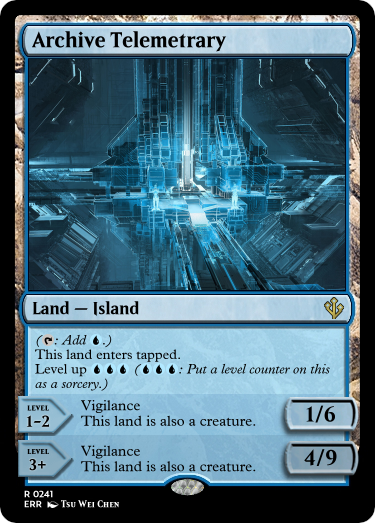 Archive Telemetrary
Land — Island
(T: Add U.)
This land enters tapped.
Level up U U U (U U U: Put a level counter on this
as a sorcery.)
LEVEL
1-2
Vigilance
This land is also a creature.
1/6
LEVEL
3+
Vigilance
This land is also a creature.
4/9
R 0241
ERR Tsu Wei Chen